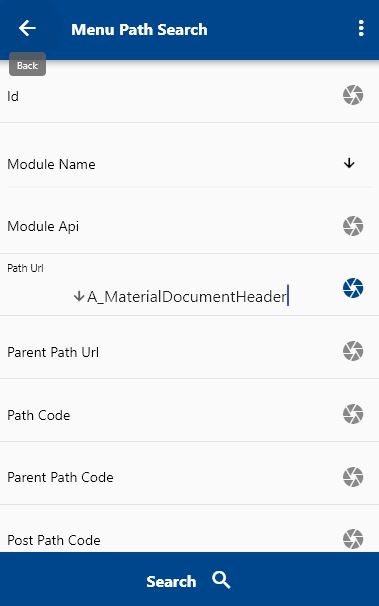 Menu Path Search
Back
Id
Module Name
Module Api
Path Url
A_MaterialDocumentHeader
Parent Path Url
Path Code
Parent Path Code
Post Path Code
Search